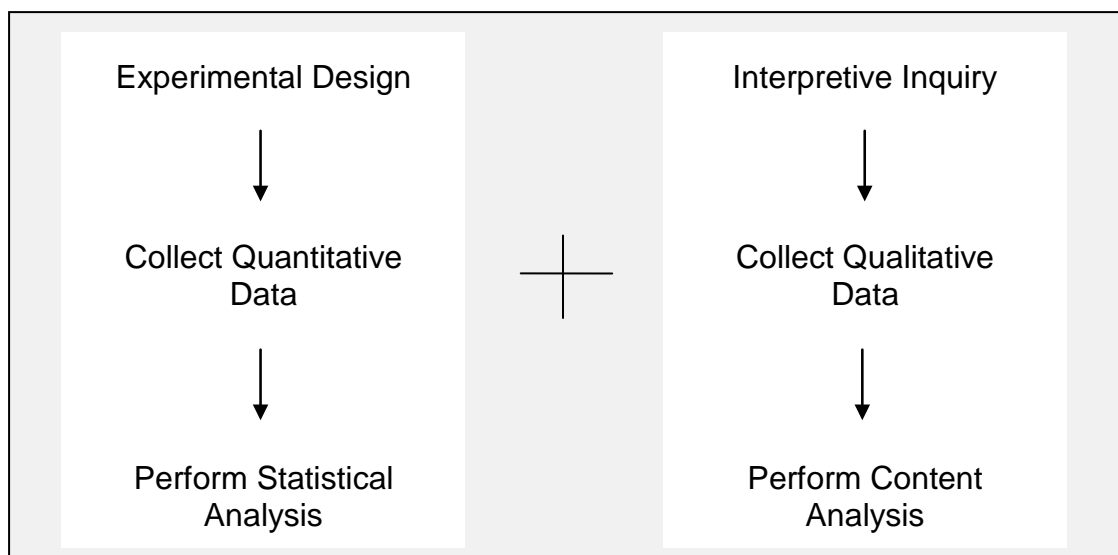 Experimental Design
Collect Quantitative
Data
Perform Statistical
Analysis
Interpretive Inquiry
Collect Qualitative
Data
Perform Content
Analysis